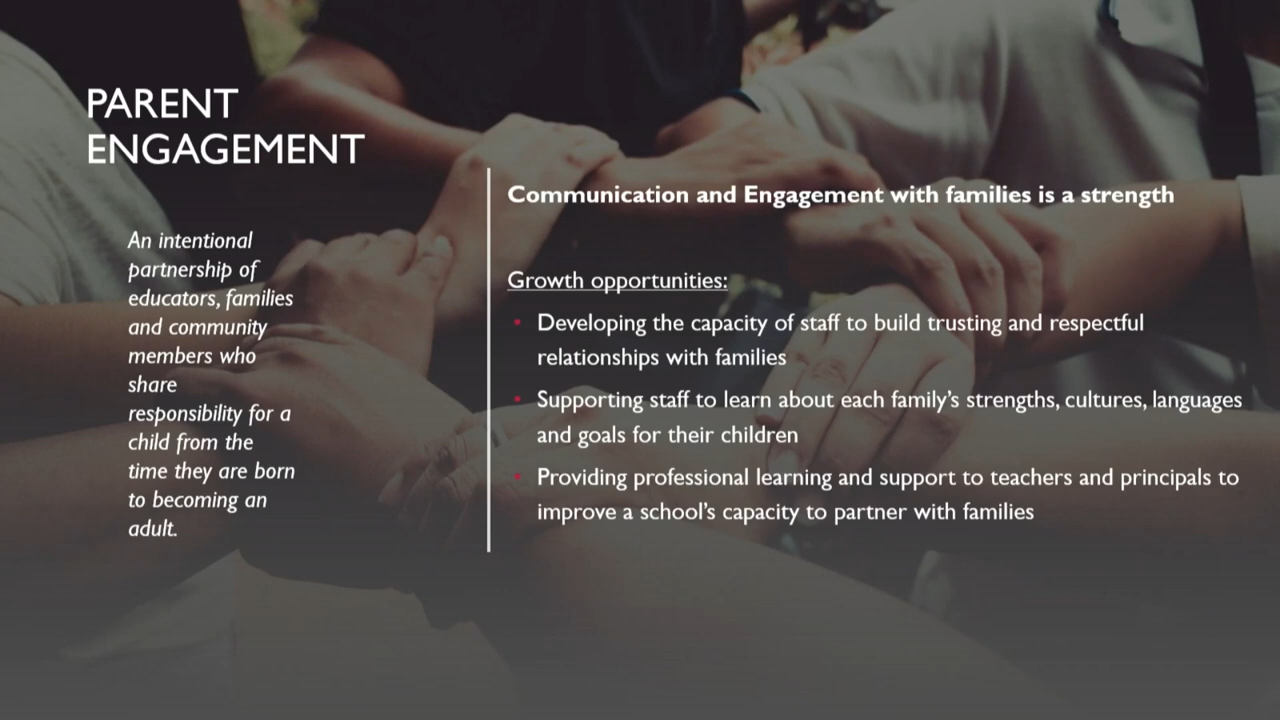 PARENT
ENGAGEMENT
An intentional
partnership of
educators, families
and community
members who
share
responsibility for a
child from the
time they are born
to becoming an
adult.
Communication and Engagement with families is a strength
Growth opportunities:
• Developing the capacity of staff to build trusting and respectful
relationships with families
• Supporting staff to learn about each family’s strengths, cultures, languages
and goals for their children
• Providing professional learning and support to teachers and principals to
improve a school’s capacity to partner with families